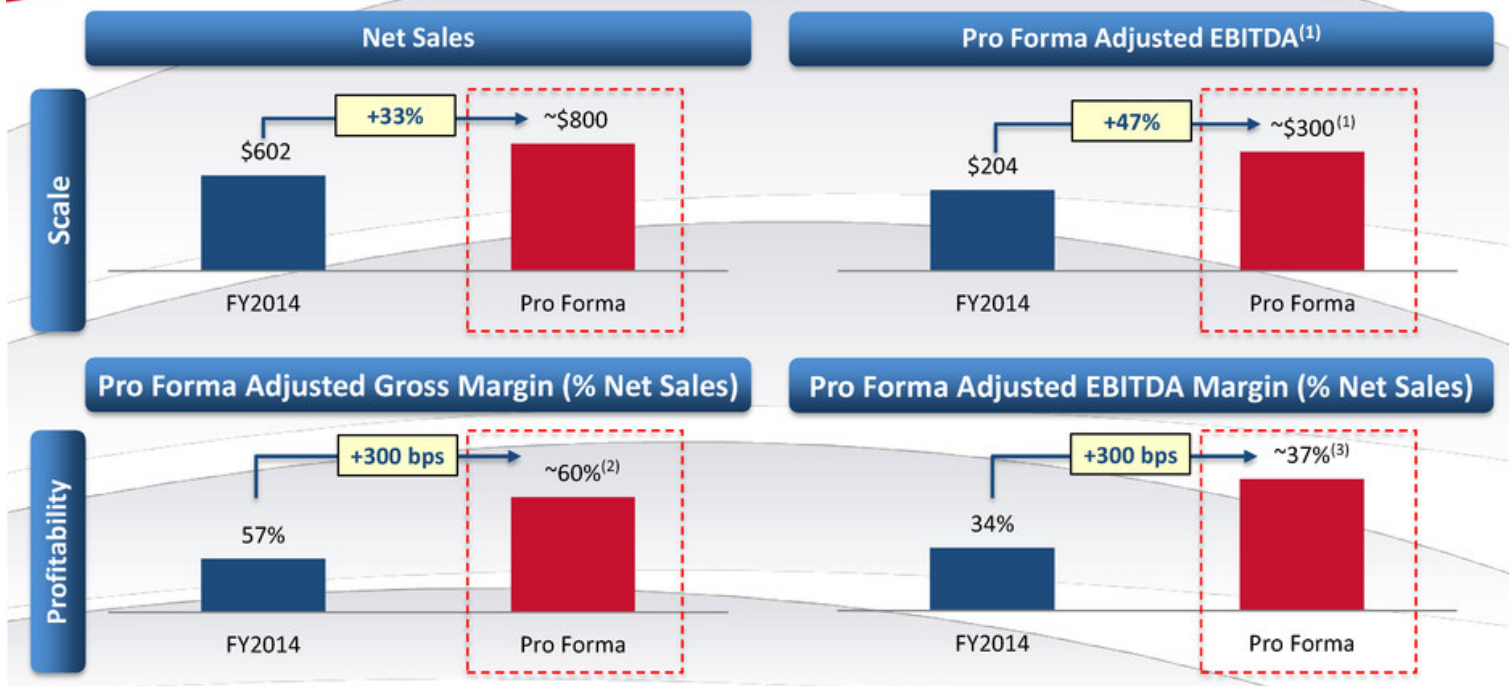 Net Sales
Pro Forma Adjusted EBITDA(1)
Scale
+33%
~$800
$602
FY2014
Pro Forma
+47%
~$300(1)
$204
FY2014
Pro Forma
Pro Forma Adjusted Gross Margin (% Net Sales)
Pro Forma Adjusted EBITDA Margin (% Net Sales)
Profitability
+300 bps
~60%(2)
57%
FY2014
Pro Forma
+300 bps
~37%(3)
34%
FY2014
Pro Forma